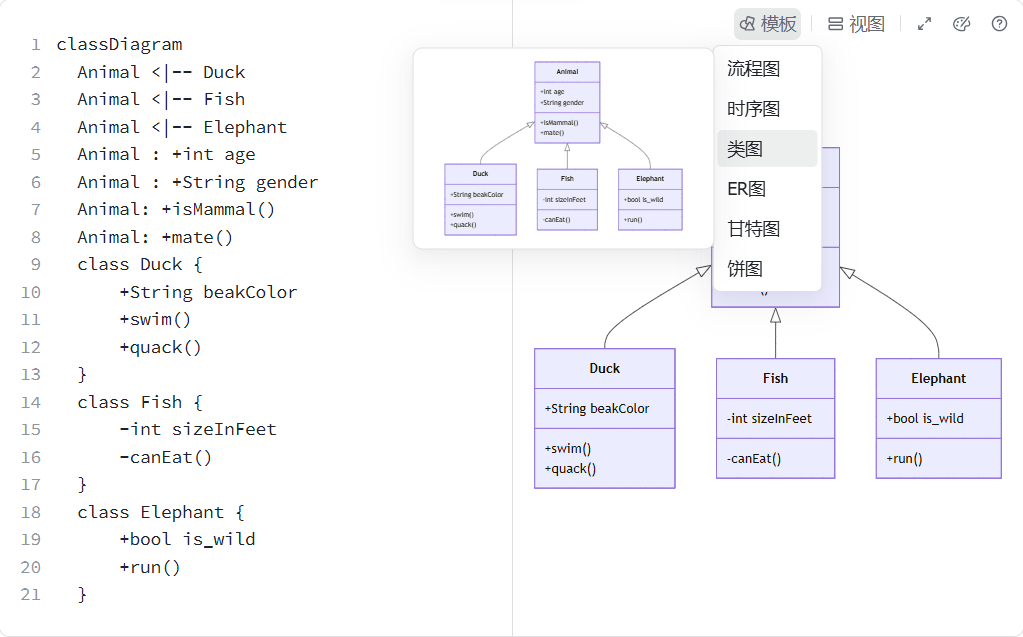 模板
视图
1 classDiagram
2 Animal <|-- Duck
3 Animal <|-- Fish
4 Animal <|-- Elephant
5 Animal : +int age
6 Animal : +String gender
7 Animal: +isMammal()
8 Animal: +mate()
9 class Duck {
10 +String beakColor
11 +swim()
12 +quack()
13 }
14 class Fish {
15 -int sizeInFeet
16 -canEat()
17 }
18 class Elephant {
19 +bool is_wild
20 +run()
21 }
Animal
+int age
+String gender
+isMammal()
+mate()
Duck
+String beakColor
+swim()
+quack()
Fish
-int sizeInFeet
-canEat()
Elephant
+bool is_wild
+run()
流程图
时序图
类图
ER图
甘特图
饼图
Duck
+String beakColor
+swim()
+quack()
Fish
-int sizeInFeet
-canEat()
Elephant
+bool is_wild
+run()